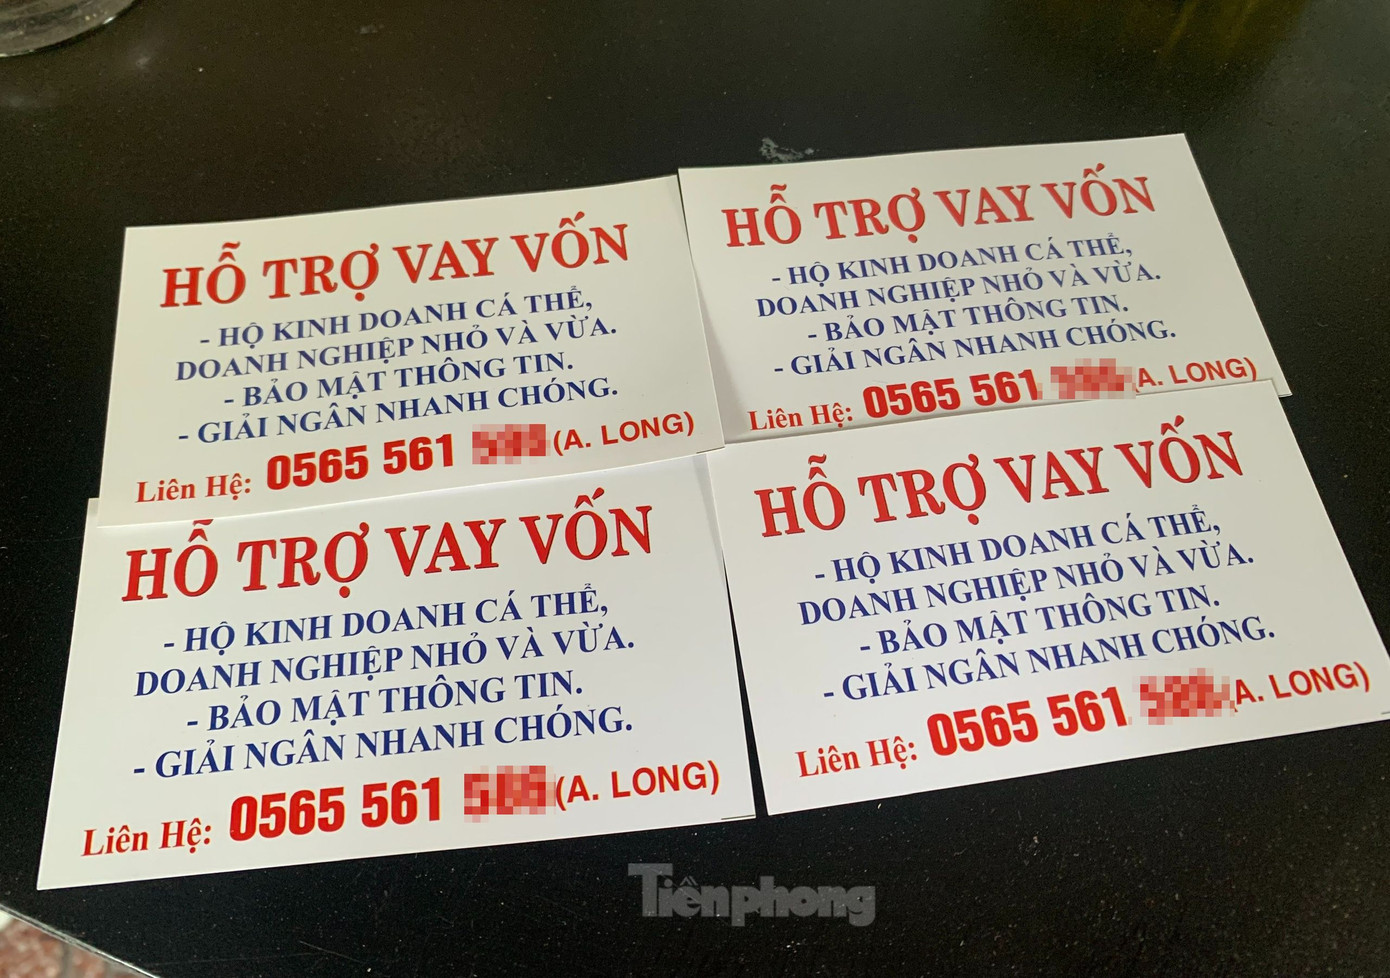 HỖ TRỢ VAY VỐN
- HỘ KINH DOANH CÁ THỂ,
DOANH NGHIỆP NHỎ VÀ VỪA.
- BẢO MẬT THÔNG TIN.
- GIẢI NGÂN NHANH CHÓNG.
Liên Hệ: 0565 561 (A. LONG)
HỖ TRỢ VAY VỐN
- HỘ KINH DOANH CÁ THỂ,
DOANH NGHIỆP NHỎ VÀ VỪA.
- BẢO MẬT THÔNG TIN.
- GIẢI NGÂN NHANH CHÓNG.
Liên Hệ: 0565 561 (A. LONG)
HỖ TRỢ VAY VỐN
- HỘ KINH DOANH CÁ THỂ,
DOANH NGHIỆP NHỎ VÀ VỪA.
- BẢO MẬT THÔNG TIN.
- GIẢI NGÂN NHANH CHÓNG.
Liên Hệ: 0565 561 (A. LONG)
HỖ TRỢ VAY VỐN
- HỘ KINH DOANH CÁ THỂ,
DOANH NGHIỆP NHỎ VÀ VỪA.
- BẢO MẬT THÔNG TIN.
- GIẢI NGÂN NHANH CHÓNG.
Liên Hệ: 0565 561 (A. LONG)
Tiênphong